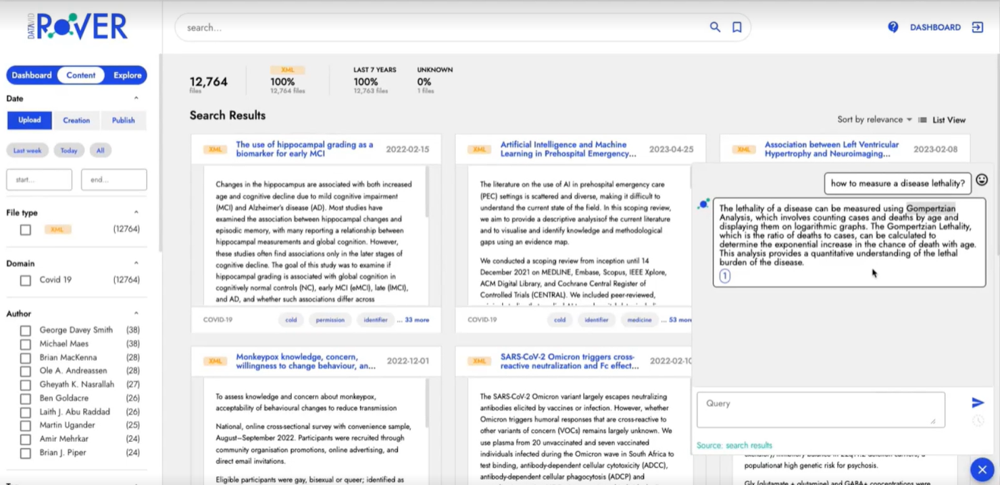 DATAVID
ROVER
search...
DASHBOARD
Dashboard
Content
Explore
Date
Upload
Creation
Publish
Last week
Today
All
start...
end...
File type
XML
(12764)
Domain
Covid 19
(12764)
Author
George Davey Smith
(38)
Michael Maes
(38)
Brian MacKenna
(28)
Ole A. Andreassen
(28)
Gheyath K. Nasrallah
(27)
Ben Goldacre
(26)
Laith J. Abu Raddad
(26)
Martin Ugander
(25)
Amir Mehrkar
(24)
Brian J. Piper
(24)
12,764
files
XML
100%
12,764 files
LAST 7 YEARS
100%
12,763 files
UNKNOWN
0%
1 files
Search Results
Sort by relevance
List View
XML
The use of hippocampal grading as a
biomarker for early MCI
2022-02-15
Changes in the hippocampus are associated with both increased
age and cognitive decline due to mild cognitive impairment
(MCI) and Alzheimer's disease (AD). Most studies have
examined the association between hippocampal changes and
episodic memory, with many reporting a relationship between
hippocampal measurements and global cognition. However,
these studies often find associations only in the later stages of
cognitive decline. The goal of this study was to examine if
hippocampal grading is associated with global cognition in
cognitively normal controls (NC), early MCI (eMCI), late (lMCI),
and AD, and whether such associations differ across
COVID-19
cold
permission
identifier
... 33 more
XML
Artificial Intelligence and Machine
Learning in Prehospital Emergency...
2023-04-25
The literature on the use of AI in prehospital emergency care
(PEC) settings is scattered and diverse, making it difficult to
understand the current state of the field. In this scoping review,
we aim to provide a descriptive analysisof the current literature
and to visualise and identify knowledge and methodological
gaps using an evidence map.
We conducted a scoping review from inception until 14
December 2021 on MEDLINE, Embase, Scopus, IEEE Xplore,
ACM Digital Library, and Cochrane Central Register of
Controlled Trials (CENTRAL). We included peer-reviewed,
COVID-19
cold
identifier
medicine
... 53 more
XML
Association between Left Ventricular
Hypertrophy and Neuroimaging...
2023-02-08
XML
Monkeypox knowledge, concern,
willingness to change behaviour, an...
2022-12-01
To assess knowledge and concern about monkeypox,
acceptability of behavioural changes to reduce transmission
National, online cross-sectional survey with convenience sample,
August–September 2022. Participants were recruited through
community organisation promotions, online advertising, and
direct email invitations.
Eligible participants were gay, bisexual or queer; identified as
XML
SARS-CoV-2 Omicron triggers cross-
reactive neutralization and Fc effect...
2022-02-10
The SARS-CoV-2 Omicron variant largely escapes neutralizing
antibodies elicited by vaccines or infection. However, whether
Omicron triggers humoral responses that are cross-reactive to
other variants of concern (VOCs) remains largely unknown. We
use plasma from 20 unvaccinated and seven vaccinated
individuals infected during the Omicron wave in South Africa to
test binding, antibody-dependent cellular cytotoxicity (ADCC),
antibody-dependent cellular phagocytosis (ADCP) and
how to measure a disease lethality?
The lethality of a disease can be measured using Gompertzian
Analysis, which involves counting cases and deaths by age and
displaying them on logarithmic graphs. The Gompertzian Lethality,
which is the ratio of deaths to cases, can be calculated to
determine the exponential increase in the chance of death with age.
This analysis provides a quantitative understanding of the lethal
burden of the disease.
1
Query
Source: search results
populationat high genetic risk for psychosis.
Glx (glutamate + glutamine) and GABA+ concentrations were